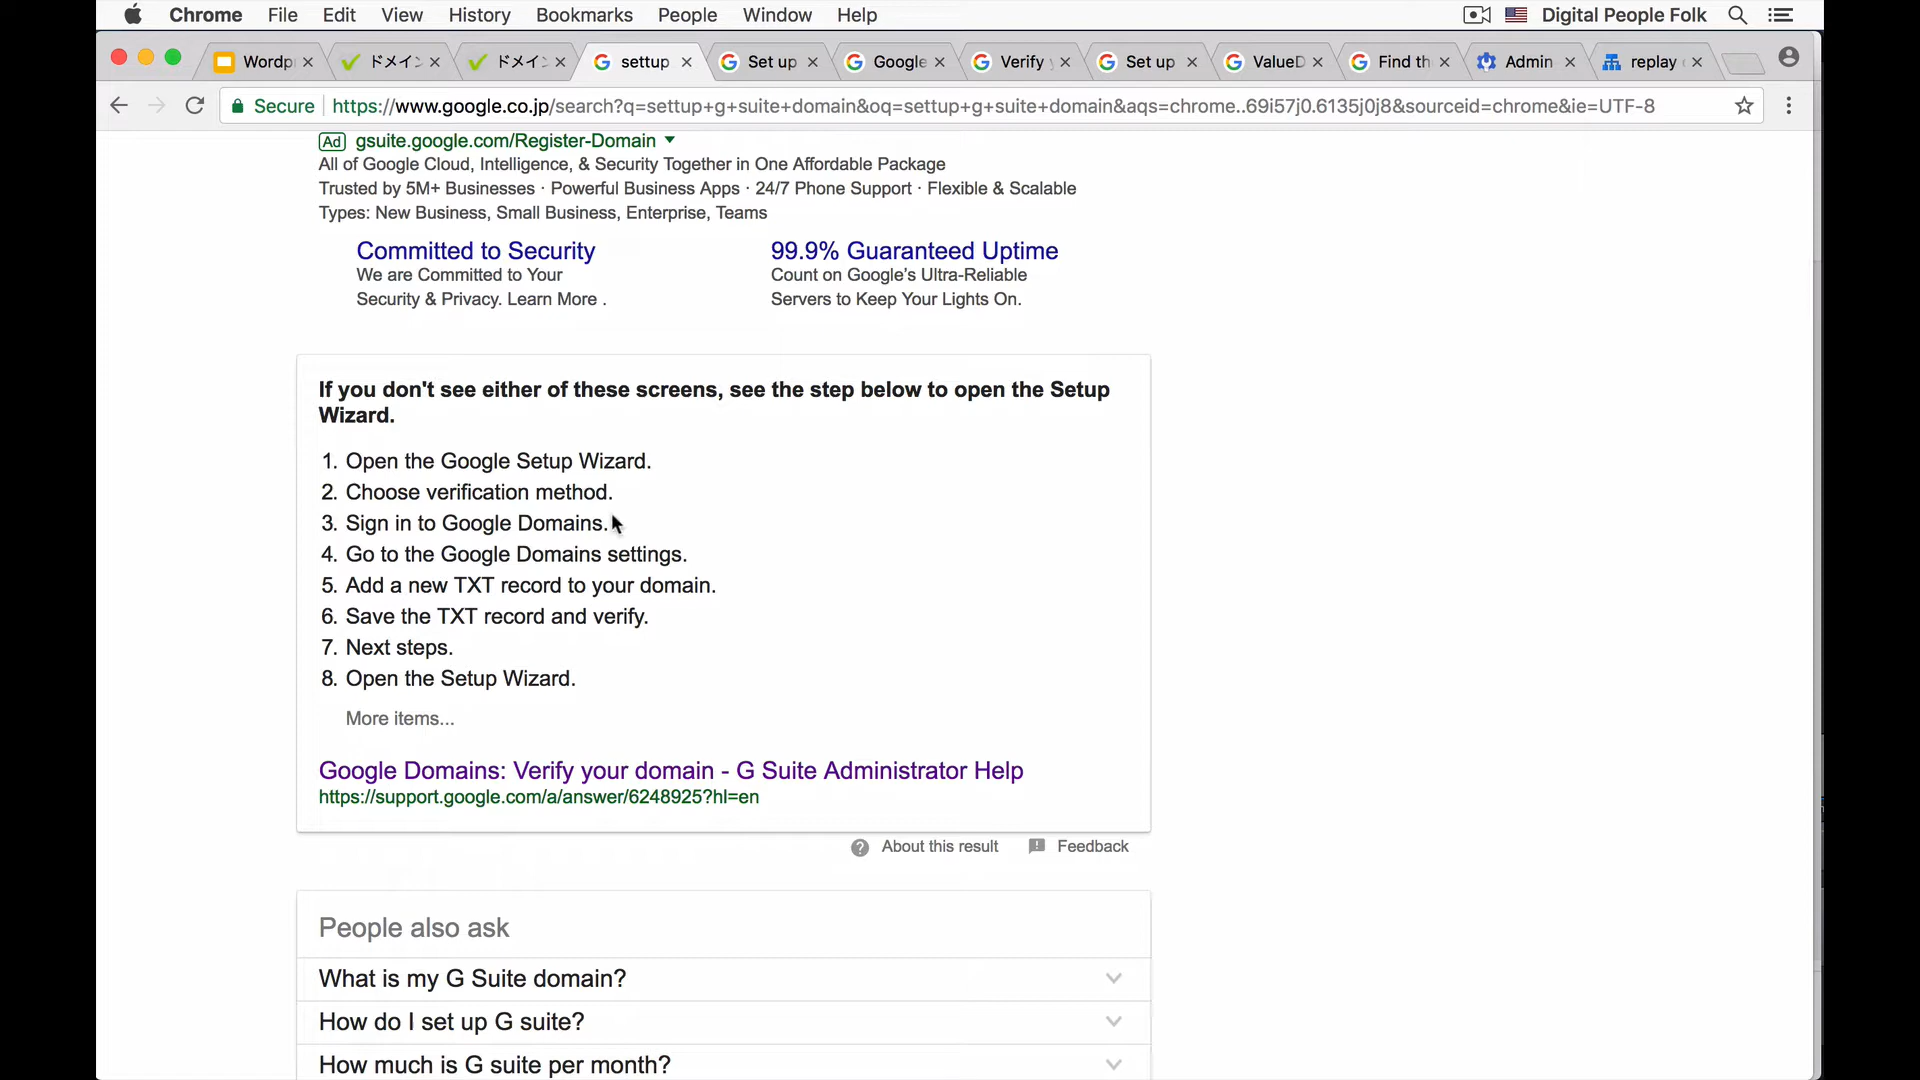 Chrome File Edit View History Bookmarks People Window Help Digital People Folk
Wordp ドメイン ドメイン settup Set up Google Verify Set up ValueD Find th Admin replay
Secure https://www.google.co.jp/search?q=settup+g+suite+domain&oq=settup+g+suite+domain&aqs=chrome..69i57j0.6135j0j8&sourceid=chrome&ie=UTF-8
Ad gsuite.google.com/Register-Domain
All of Google Cloud, Intelligence, & Security Together in One Affordable Package
Trusted by 5M+ Businesses · Powerful Business Apps · 24/7 Phone Support · Flexible & Scalable
Types: New Business, Small Business, Enterprise, Teams
Committed to Security 99.9% Guaranteed Uptime
We are Committed to Your Count on Google's Ultra-Reliable
Security & Privacy. Learn More . Servers to Keep Your Lights On.
If you don't see either of these screens, see the step below to open the Setup
Wizard.
1. Open the Google Setup Wizard.
2. Choose verification method.
3. Sign in to Google Domains.
4. Go to the Google Domains settings.
5. Add a new TXT record to your domain.
6. Save the TXT record and verify.
7. Next steps.
8. Open the Setup Wizard.
More items...
Google Domains: Verify your domain - G Suite Administrator Help
https://support.google.com/a/answer/6248925?hl=en
About this result Feedback
People also ask
What is my G Suite domain?
How do I set up G suite?
How much is G suite per month?